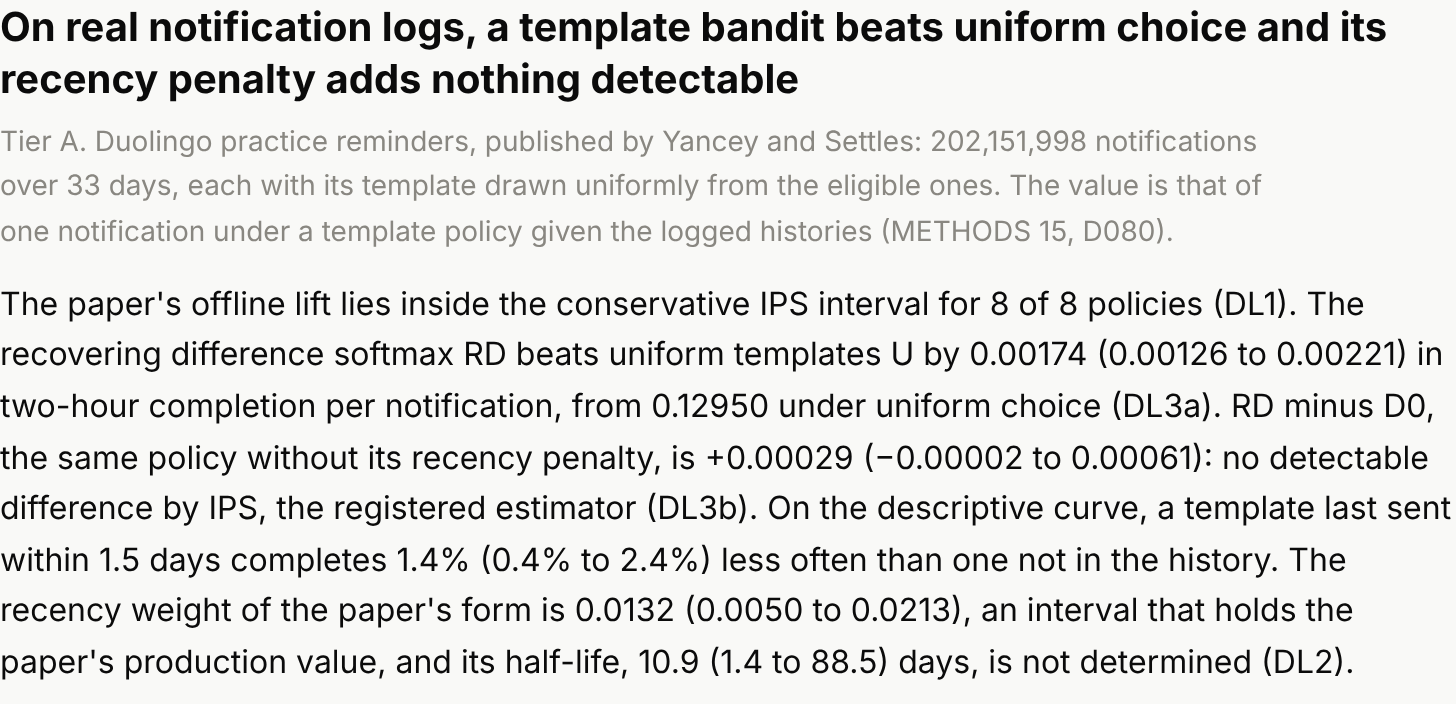 On real notification logs, a template bandit beats uniform choice and its
recency penalty adds nothing detectable
Tier A. Duolingo practice reminders, published by Yancey and Settles: 202,151,998 notifications
over 33 days, each with its template drawn uniformly from the eligible ones. The value is that of
one notification under a template policy given the logged histories (METHODS 15, D080).
The paper's offline lift lies inside the conservative IPS interval for 8 of 8 policies (DL1). The
recovering difference softmax RD beats uniform templates U by 0.00174 (0.00126 to 0.00221) in
two-hour completion per notification, from 0.12950 under uniform choice (DL3a). RD minus D0,
the same policy without its recency penalty, is +0.00029 (−0.00002 to 0.00061): no detectable
difference by IPS, the registered estimator (DL3b). On the descriptive curve, a template last sent
within 1.5 days completes 1.4% (0.4% to 2.4%) less often than one not in the history. The
recency weight of the paper's form is 0.0132 (0.0050 to 0.0213), an interval that holds the
paper's production value, and its half-life, 10.9 (1.4 to 88.5) days, is not determined (DL2).